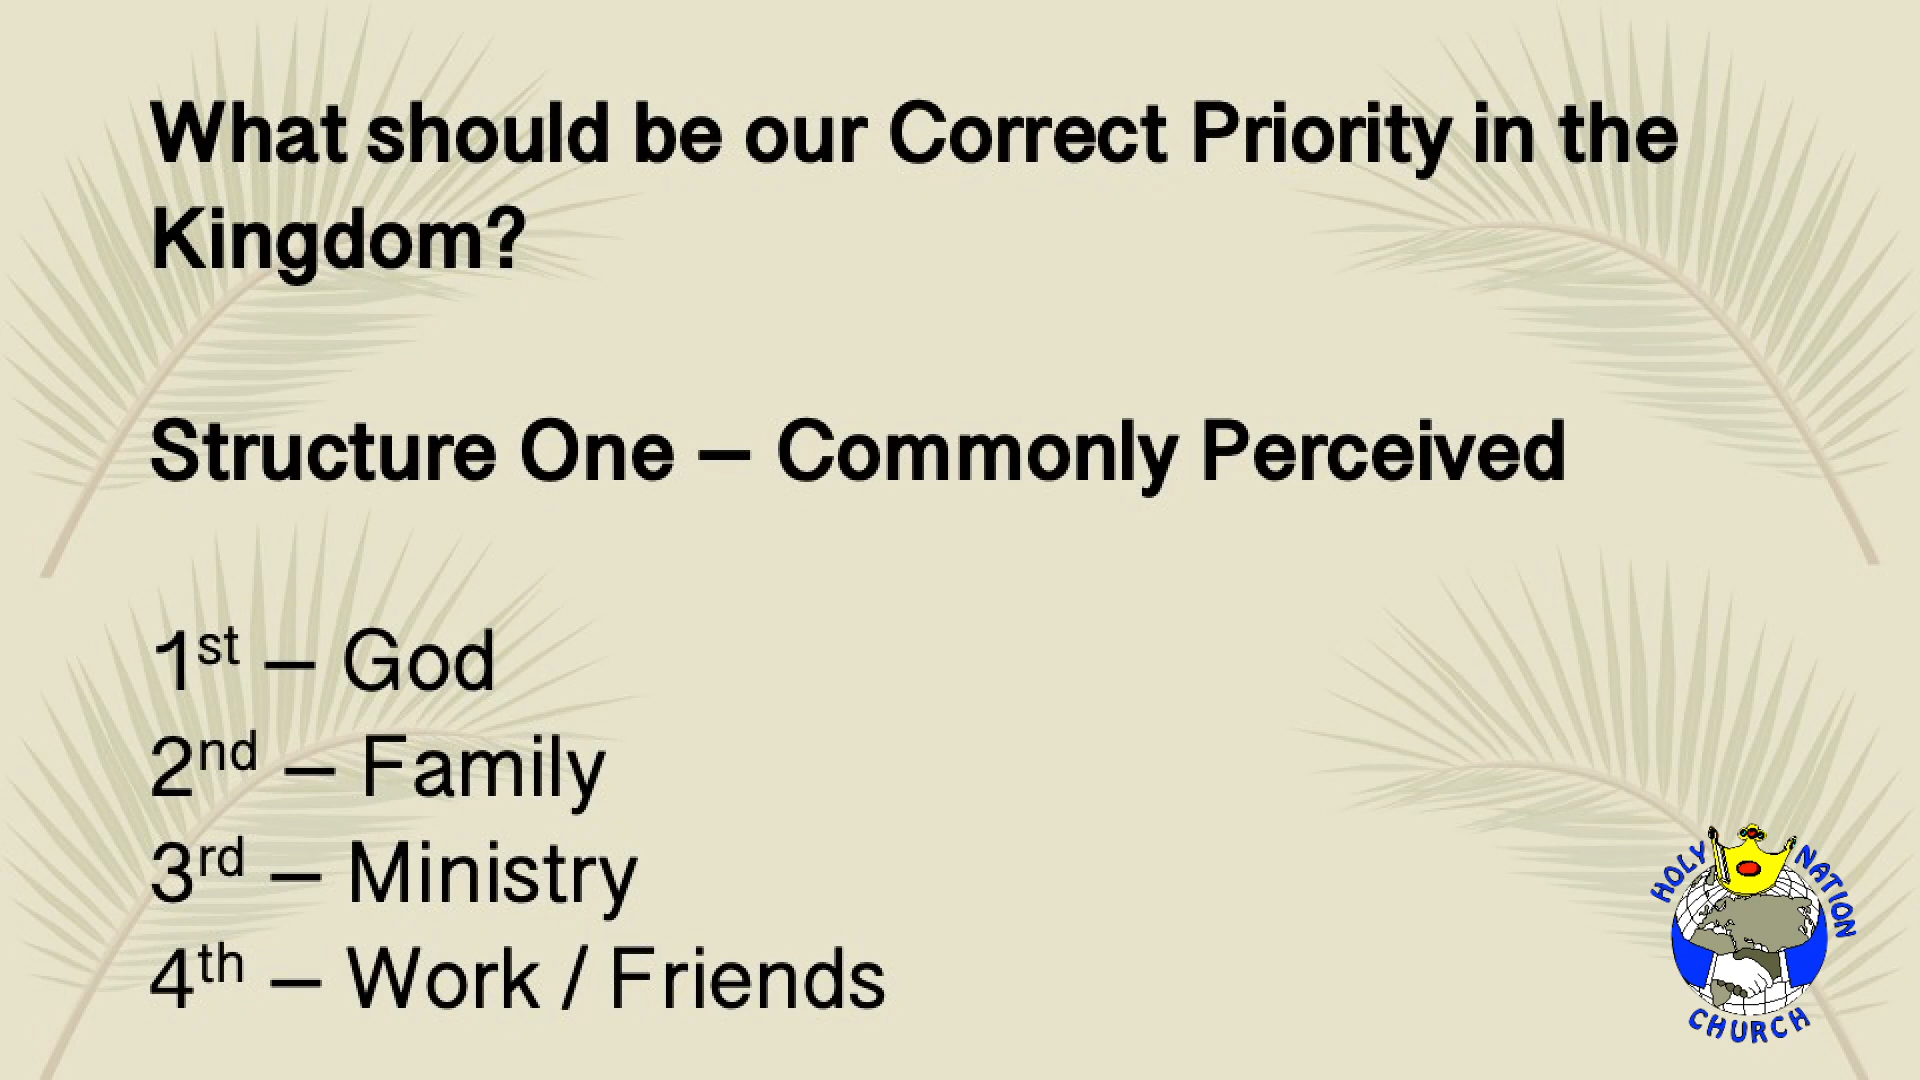 What should be our Correct Priority in the
Kingdom?
Structure One – Commonly Perceived
1st – God
2nd – Family
3rd – Ministry
4th – Work / Friends
HOLY NATION
CHURCH